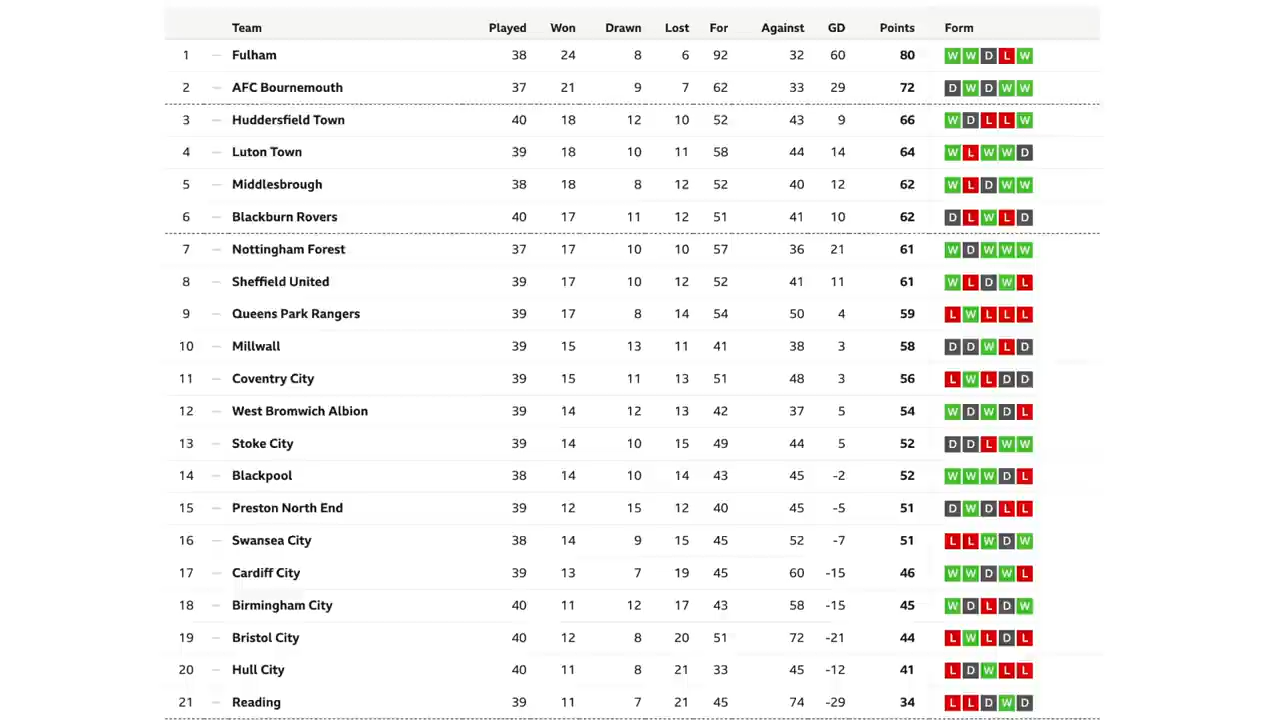 Team Played Won Drawn Lost For Against GD Points Form
1 — Fulham 38 24 8 6 92 32 60 80 W W D L W
2 — AFC Bournemouth 37 21 9 7 62 33 29 72 D W D W W
3 — Huddersfield Town 40 18 12 10 52 43 9 66 W D L L W
4 — Luton Town 39 18 10 11 58 44 14 64 W L W W D
5 — Middlesbrough 38 18 8 12 52 40 12 62 W L D W W
6 — Blackburn Rovers 40 17 11 12 51 41 10 62 D L W L D
7 — Nottingham Forest 37 17 10 10 57 36 21 61 W D W W W
8 — Sheffield United 39 17 10 12 52 41 11 61 W L D W L
9 — Queens Park Rangers 39 17 8 14 54 50 4 59 L W L L L
10 — Millwall 39 15 13 11 41 38 3 58 D D W L D
11 — Coventry City 39 15 11 13 51 48 3 56 L W L D D
12 — West Bromwich Albion 39 14 12 13 42 37 5 54 W D W D L
13 — Stoke City 39 14 10 15 49 44 5 52 D D L W W
14 — Blackpool 38 14 10 14 43 45 -2 52 W W W D L
15 — Preston North End 39 12 15 12 40 45 -5 51 D W D L L
16 — Swansea City 38 14 9 15 45 52 -7 51 L L W D W
17 — Cardiff City 39 13 7 19 45 60 -15 46 W W D W L
18 — Birmingham City 40 11 12 17 43 58 -15 45 W D L D W
19 — Bristol City 40 12 8 20 51 72 -21 44 L W L D L
20 — Hull City 40 11 8 21 33 45 -12 41 L D W L L
21 — Reading 39 11 7 21 45 74 -29 34 L L D W D